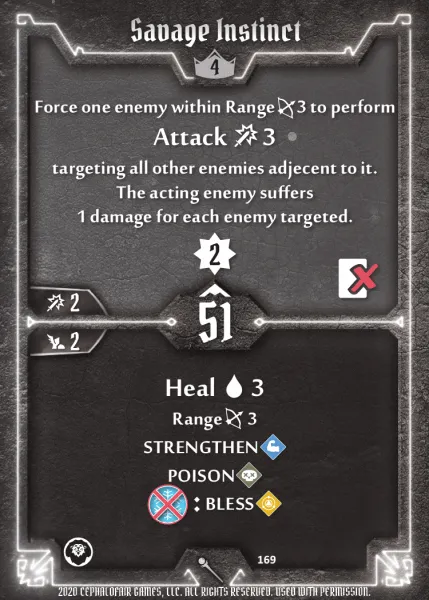 Savage Instinct
4
Force one enemy within Range 3 to perform
Attack 3
targeting all other enemies adjecent to it.
The acting enemy suffers
1 damage for each enemy targeted.
2
2
51
2
Heal 3
Range 3
STRENGTHEN
POISON
: BLESS
169
2020 CEPHALOFAIR GAMES, LLC. ALL RIGHTS RESERVED. USED WITH PERMISSION.